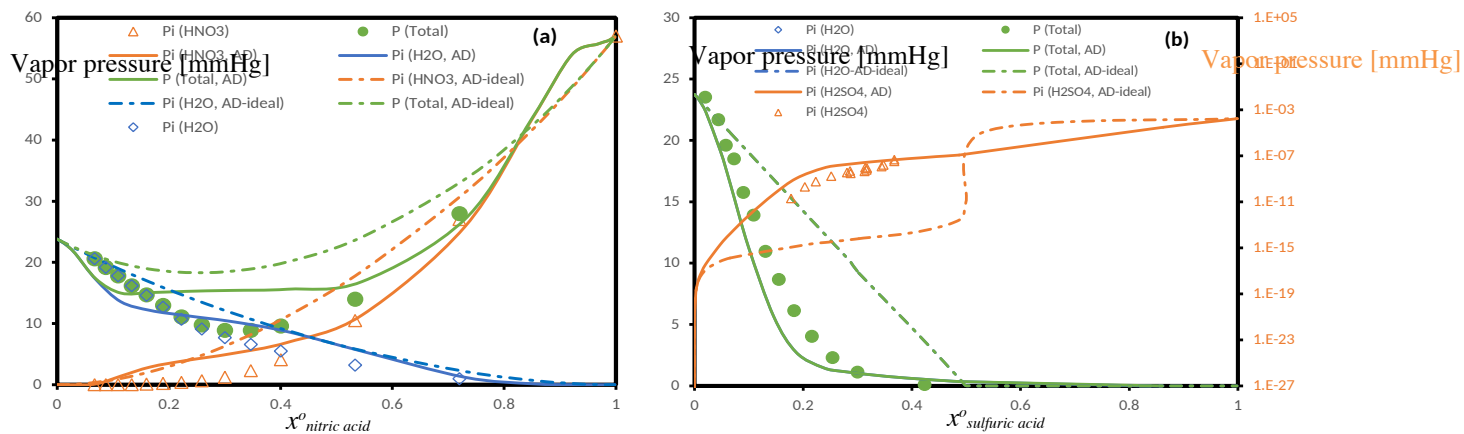 (a)
Vapor pressure [mmHg]
Pi (HNO3)
P (Total)
Pi (HNO3, AD)
Pi (H2O, AD)
P (Total, AD)
Pi (HNO3, AD-ideal)
Pi (H2O, AD-ideal)
P (Total, AD-ideal)
Pi (H2O)
60
50
40
30
20
10
0
0 0.2 0.4 0.6 0.8 1
x^o nitric acid
(b)
Vapor pressure [mmHg]
Vapor pressure [mmHg]
Pi (H2O)
P (Total)
Pi (H2O, AD)
P (Total, AD)
Pi (H2O-AD-ideal)
P (Total, AD-ideal)
Pi (H2SO4, AD)
Pi (H2SO4, AD-ideal)
Pi (H2SO4)
30
25
20
15
10
5
0
0 0.2 0.4 0.6 0.8 1
1.E+05
1.E-03
1.E-07
1.E-11
1.E-15
1.E-19
1.E-23
1.E-27
x^o sulfuric acid